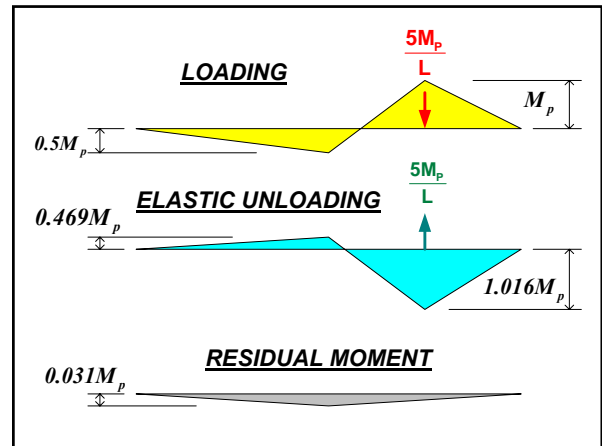 5M_P
L
LOADING
M_p
0.5M_p
5M_P
L
ELASTIC UNLOADING
0.469M_p
1.016M_p
RESIDUAL MOMENT
0.031M_p